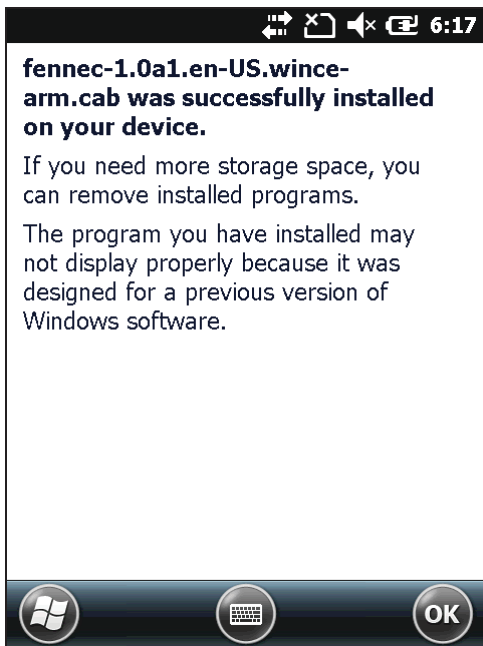 6:17
fennec-1.0a1.en-US.wince-
arm.cab was successfully installed
on your device.
If you need more storage space, you
can remove installed programs.
The program you have installed may
not display properly because it was
designed for a previous version of
Windows software.
OK